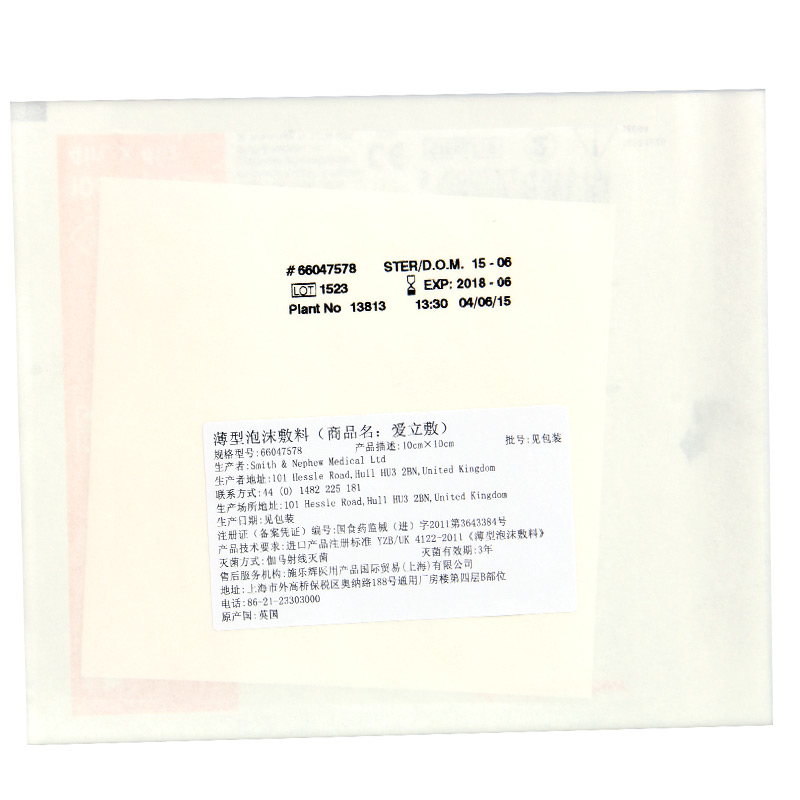 # 66047578 STER/D.O.M. 15 - 06
LOT 1523 EXP: 2018 - 06
Plant No 13813 13:30 04/06/15
薄型泡沫敷料（商品名：爱立敷）
规格型号:66047578 产品描述:10cm×10cm 批号:见包装
生产者:Smith & Nephew Medical Ltd
生产者地址:101 Hessle Road,Hull HU3 2BN,United Kingdom
联系方式:44 (0) 1482 225 181
生产场所地址:101 Hessle Road,Hull HU3 2BN,United Kingdom
生产日期:见包装
注册证（备案凭证）编号:国食药监械（进）字2011第3643384号
产品技术要求:进口产品注册标准 YZB/UK 4122-2011《薄型泡沫敷料》
灭菌方式:伽马射线灭菌 灭菌有效期:3年
售后服务机构:施乐辉医用产品国际贸易(上海)有限公司
地址:上海市外高桥保税区奥纳路188号通用厂房楼第四层B部位
电话:86-21-23303000
原产国:英国